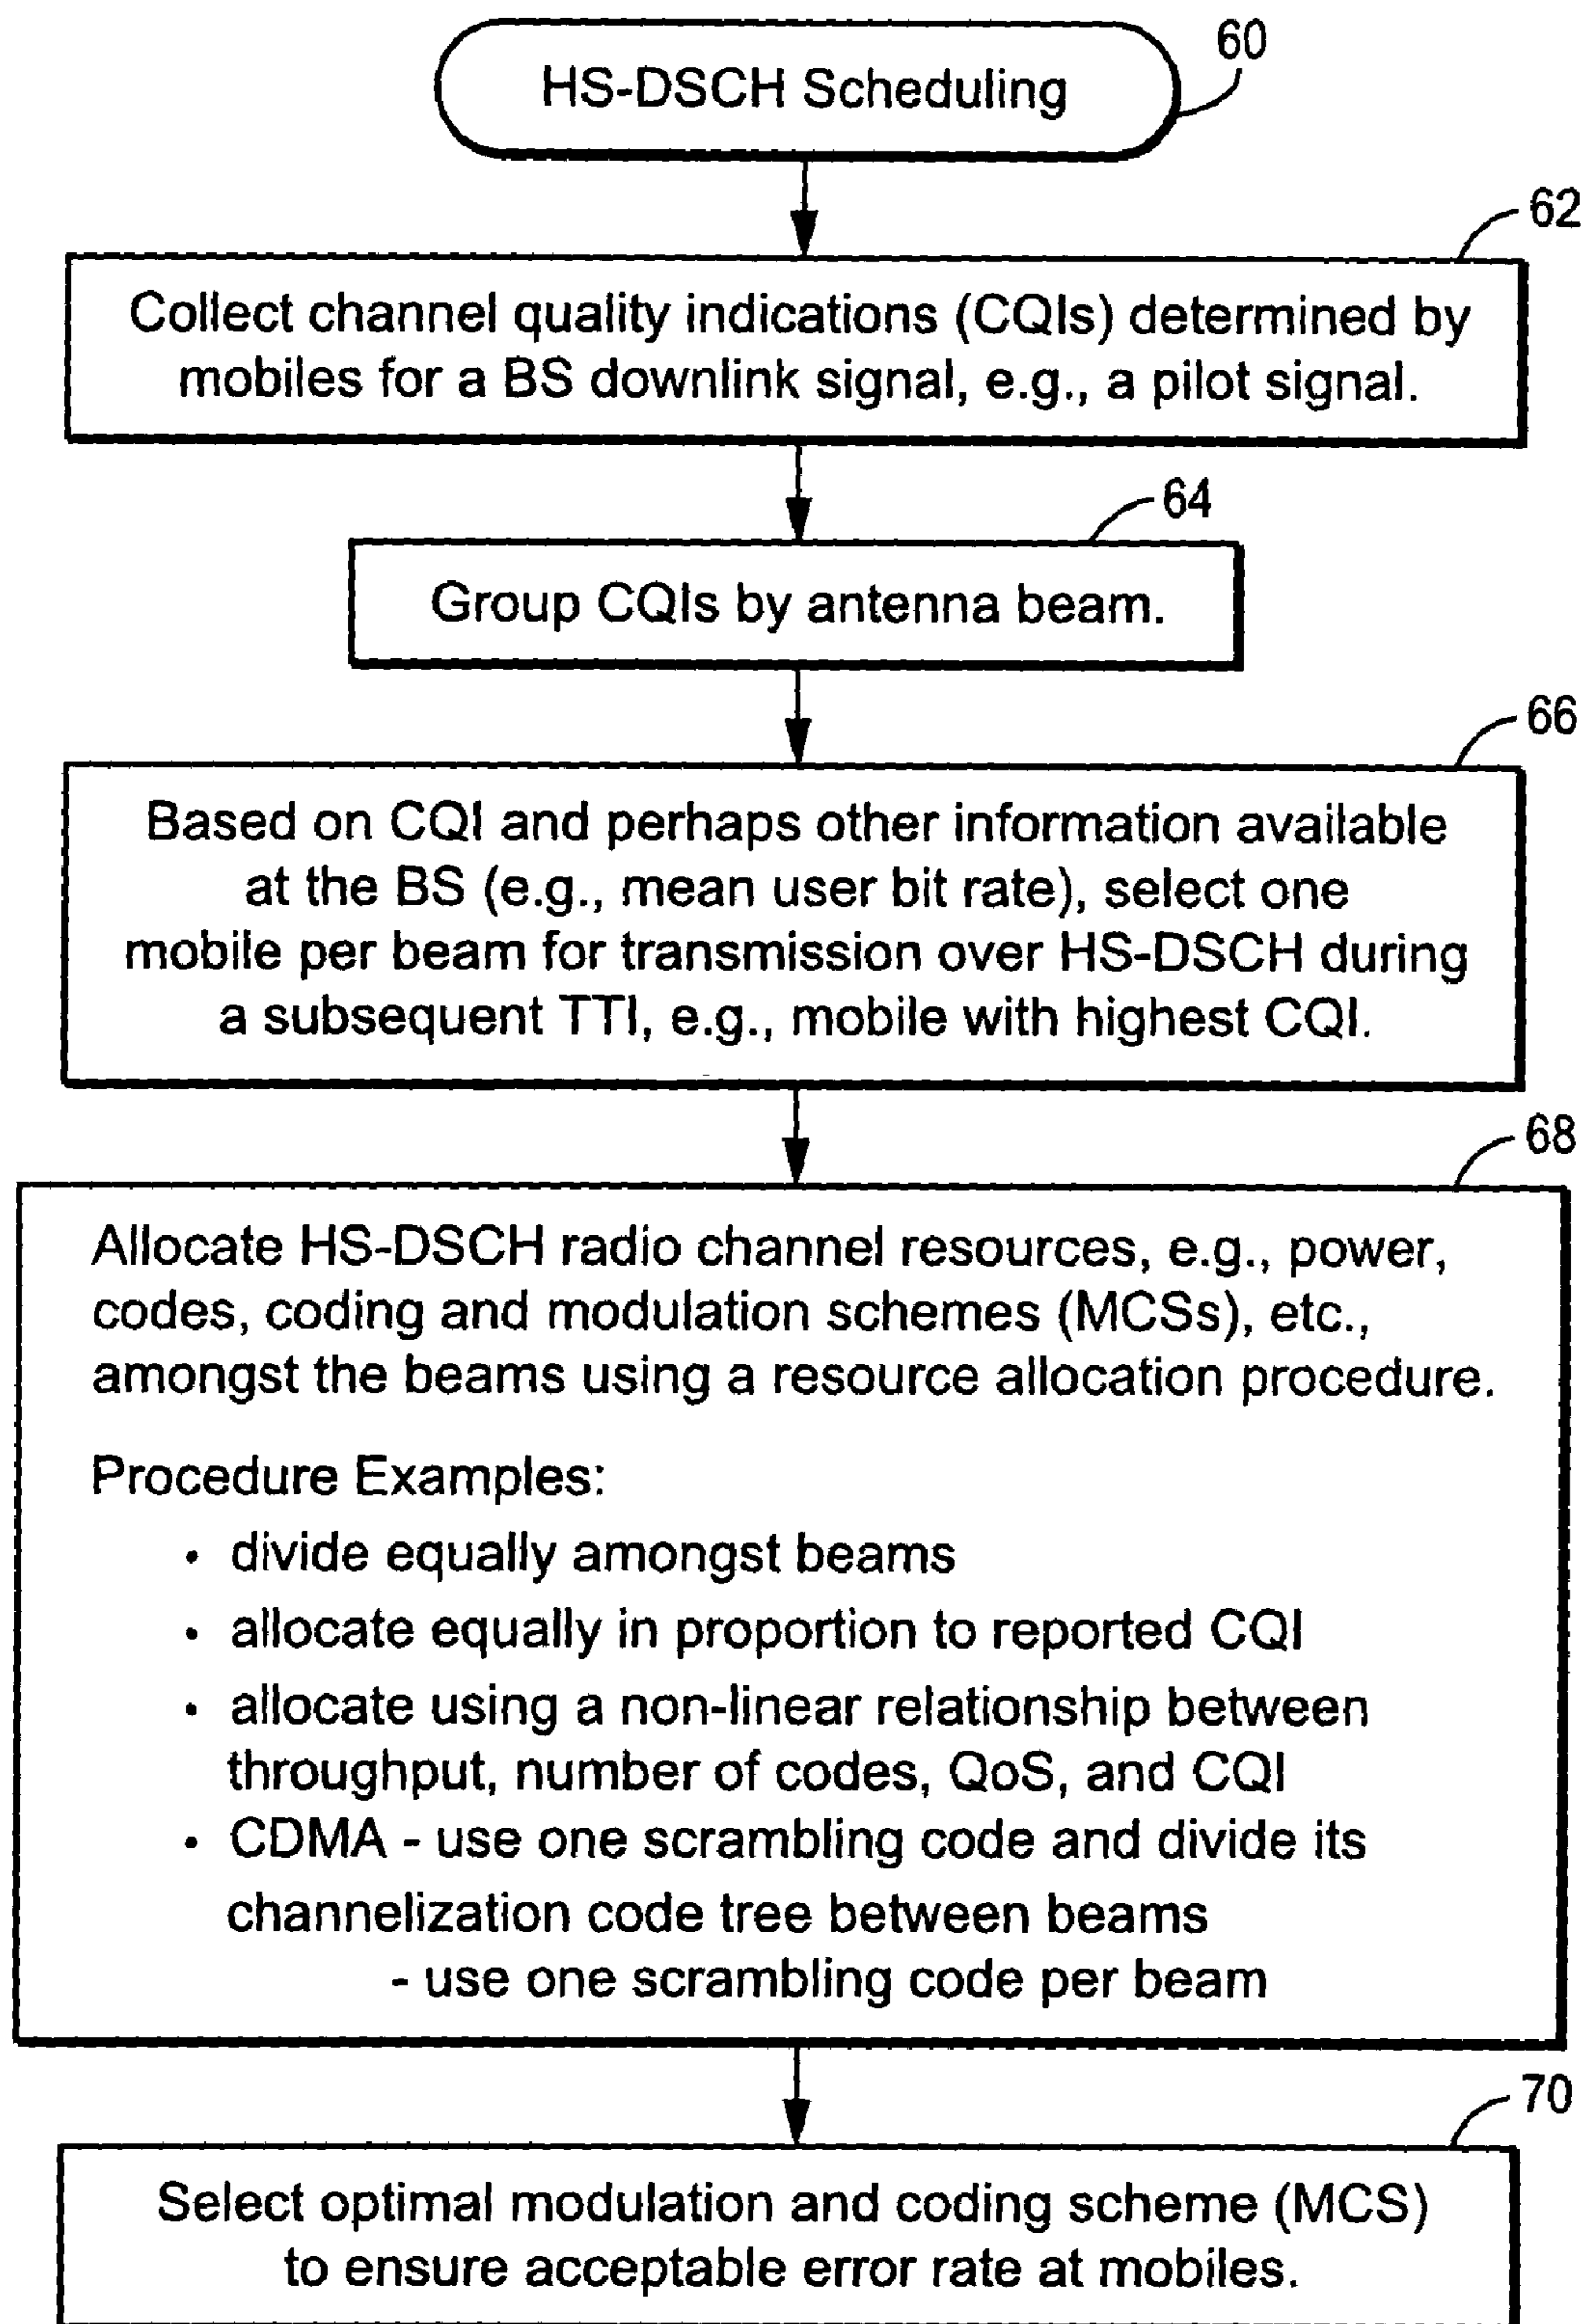 HS-DSCH Scheduling
60
62
Collect channel quality indications (CQIs) determined by
mobiles for a BS downlink signal, e.g., a pilot signal.
64
Group CQIs by antenna beam.
66
Based on CQI and perhaps other information available
at the BS (e.g., mean user bit rate), select one
mobile per beam for transmission over HS-DSCH during
a subsequent TTI, e.g., mobile with highest CQI.
68
Allocate HS-DSCH radio channel resources, e.g., power,
codes, coding and modulation schemes (MCSs), etc.,
amongst the beams using a resource allocation procedure.
Procedure Examples:
• divide equally amongst beams
• allocate equally in proportion to reported CQI
• allocate using a non-linear relationship between
throughput, number of codes, QoS, and CQI
• CDMA - use one scrambling code and divide its
channelization code tree between beams
- use one scrambling code per beam
70
Select optimal modulation and coding scheme (MCS)
to ensure acceptable error rate at mobiles.